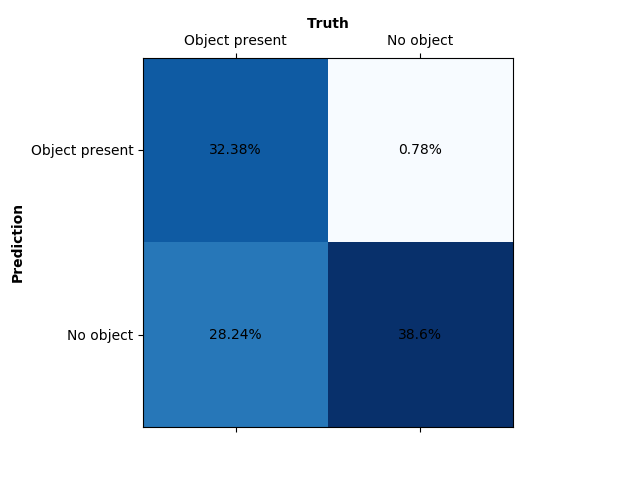 Truth
Object present No object
Object present 32.38% 0.78%
Prediction
No object 28.24% 38.6%